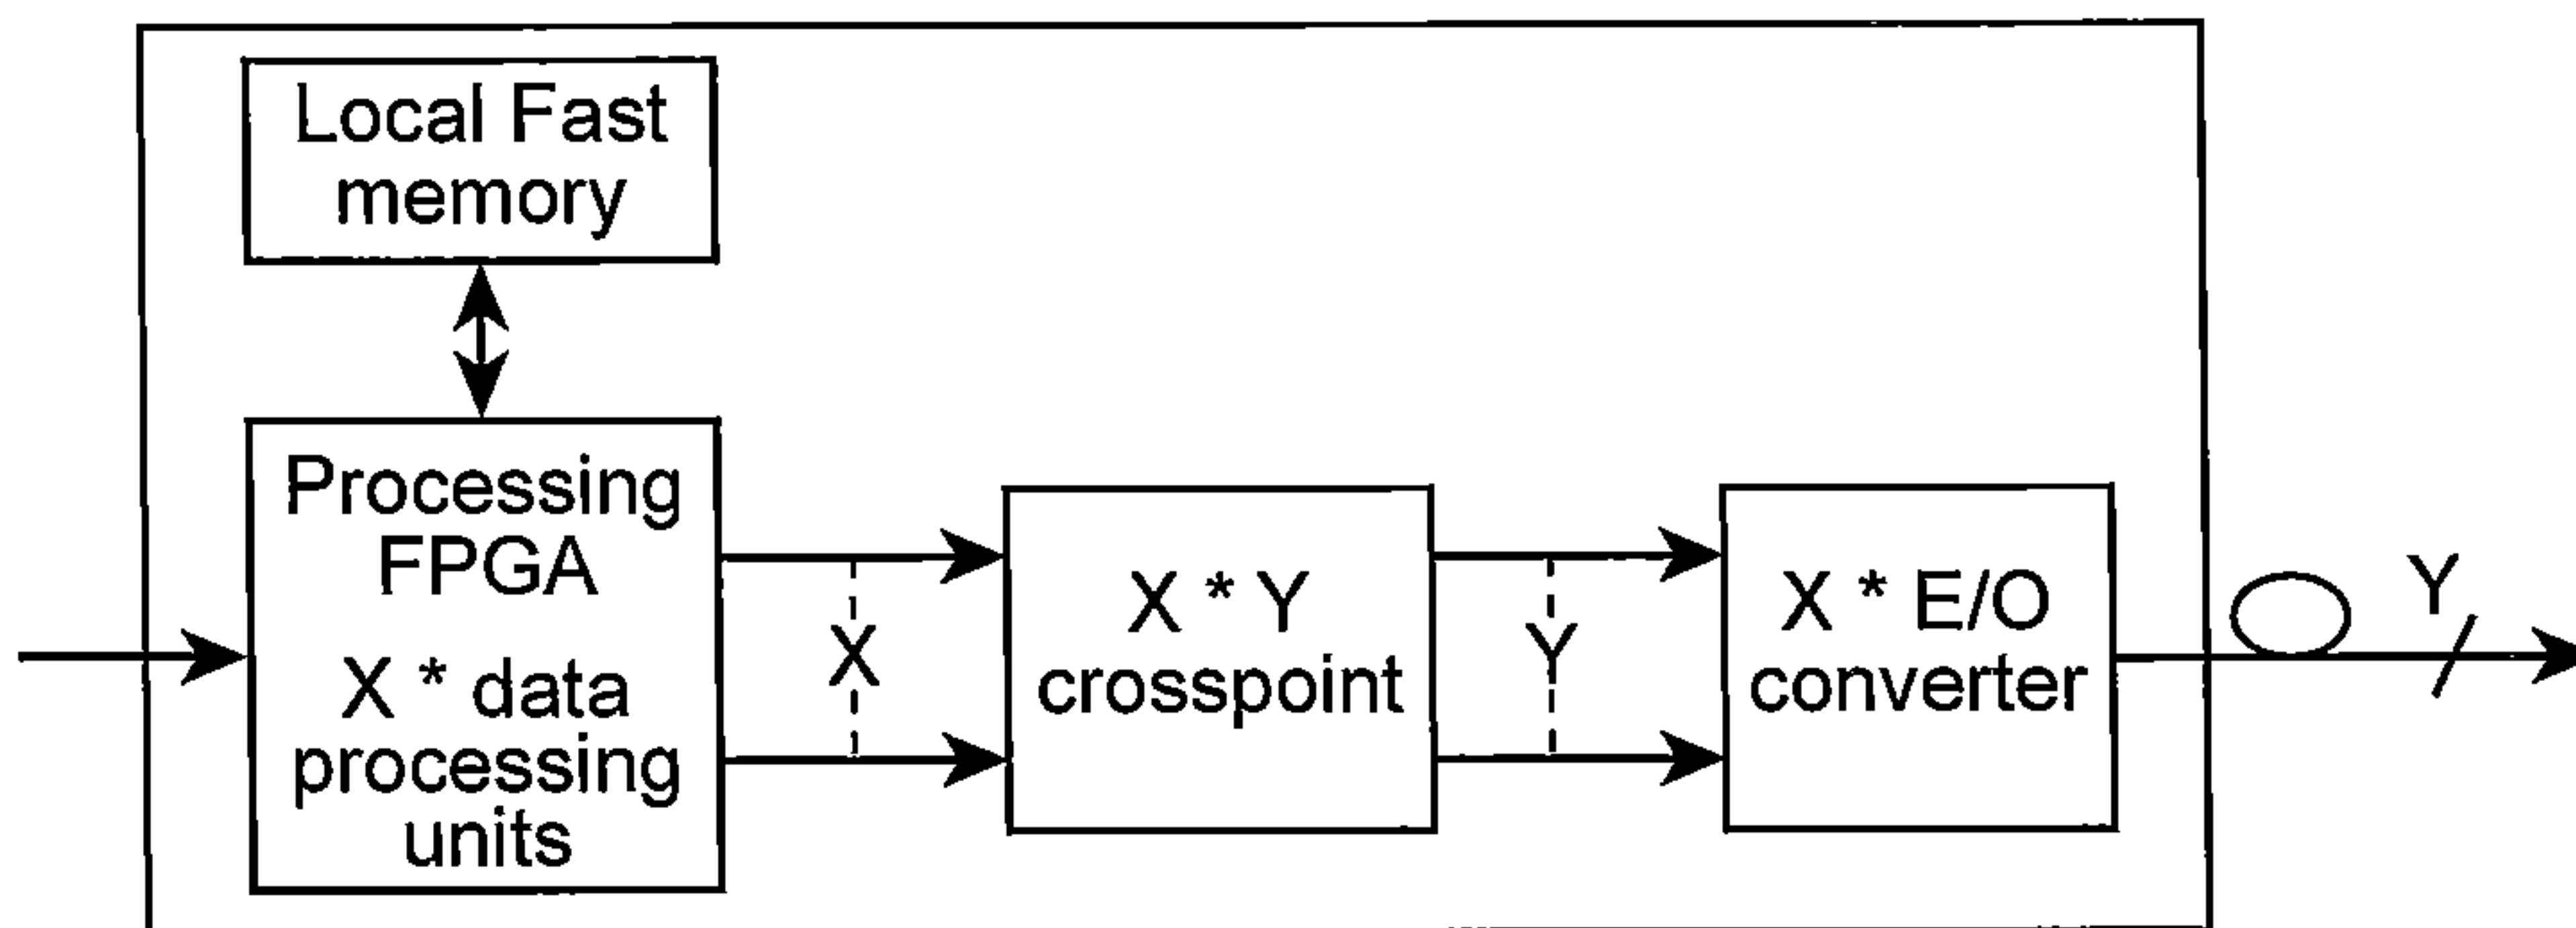 Local Fast
memory
Processing
FPGA
X * data
processing
units
X
X * Y
crosspoint
Y
X * E/O
converter
Y